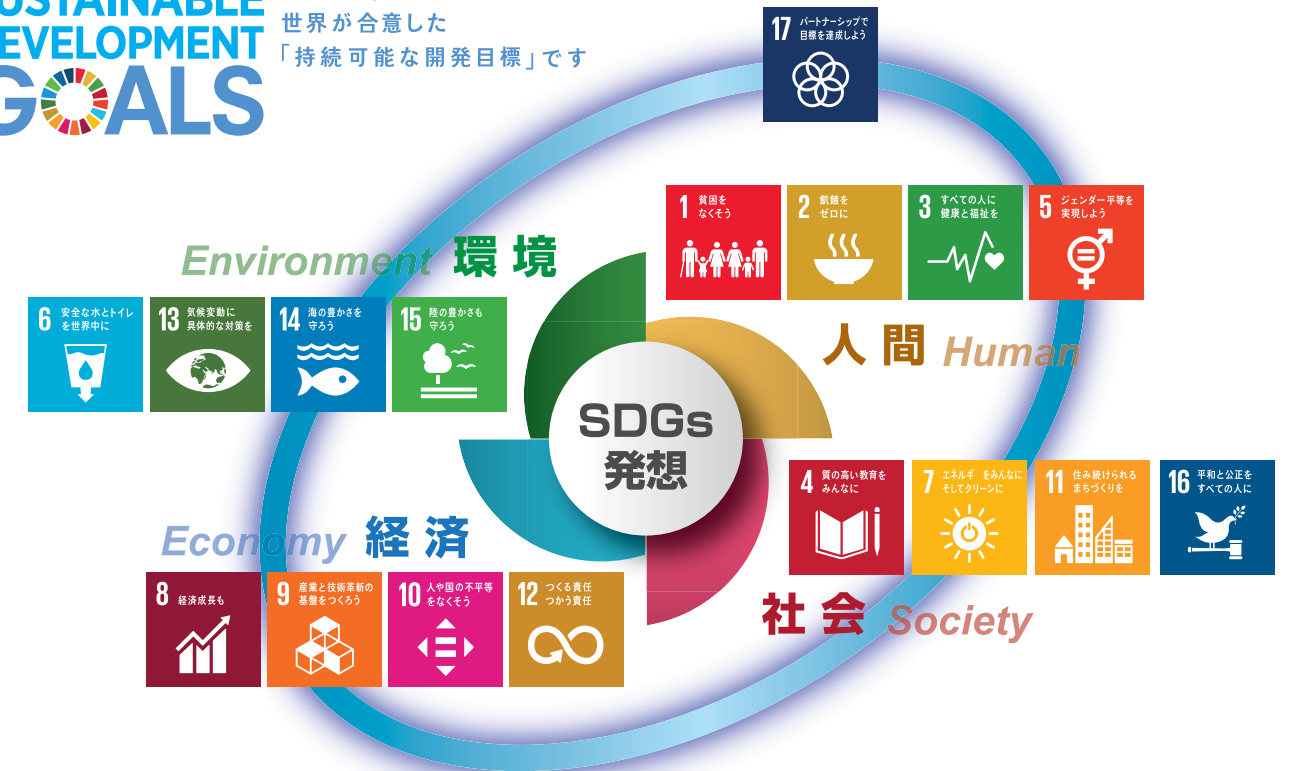 USTAINABLE
EVELOPMENT
GOALS
世界が合意した
「持続可能な開発目標」です
17 パートナーシップで
目標を達成しよう
1 貧困を
なくそう
2 飢餓を
ゼロに
3 すべての人に
健康と福祉を
5 ジェンダー平等を
実現しよう
Environment 環境
6 安全な水とトイレ
を世界中に
13 気候変動に
具体的な対策を
14 海の豊かさを
守ろう
15 陸の豊かさも
守ろう
人間 Human
SDGs
発想
4 質の高い教育を
みんなに
7 エネルギ をみんなに
そしてクリーンに
11 住み続けられる
まちづくりを
16 平和と公正を
すべての人に
Economy 経済
8 経済成長も
9 産業と技術革新の
基盤をつくろう
10 人や国の不平等
をなくそう
12 つくる責任
つかう責任
社会 Society